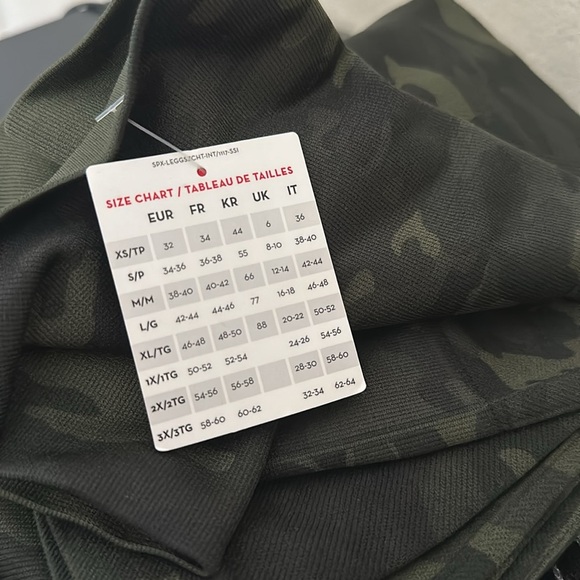 SPX-LEGGS//CHT-INT/1117-SSI
SIZE CHART / TABLEAU DE TAILLES
EUR FR KR UK IT
XS/TP 32 34 44 6 36
S/P 34-36 36-38 55 8-10 38-40
M/M 38-40 40-42 66 12-14 42-44
L/G 42-44 44-46 77 16-18 46-48
XL/TG 46-48 48-50 88 20-22 50-52
1X/1TG 50-52 52-54 24-26 54-56
2X/2TG 54-56 56-58 28-30 58-60
3X/3TG 58-60 60-62 32-34 62-64